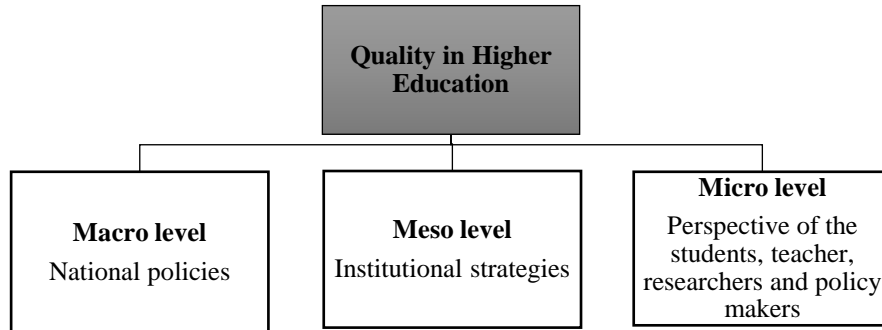 Quality in Higher
Education
Macro level
National policies
Meso level
Institutional strategies
Micro level
Perspective of the
students, teacher,
researchers and policy
makers